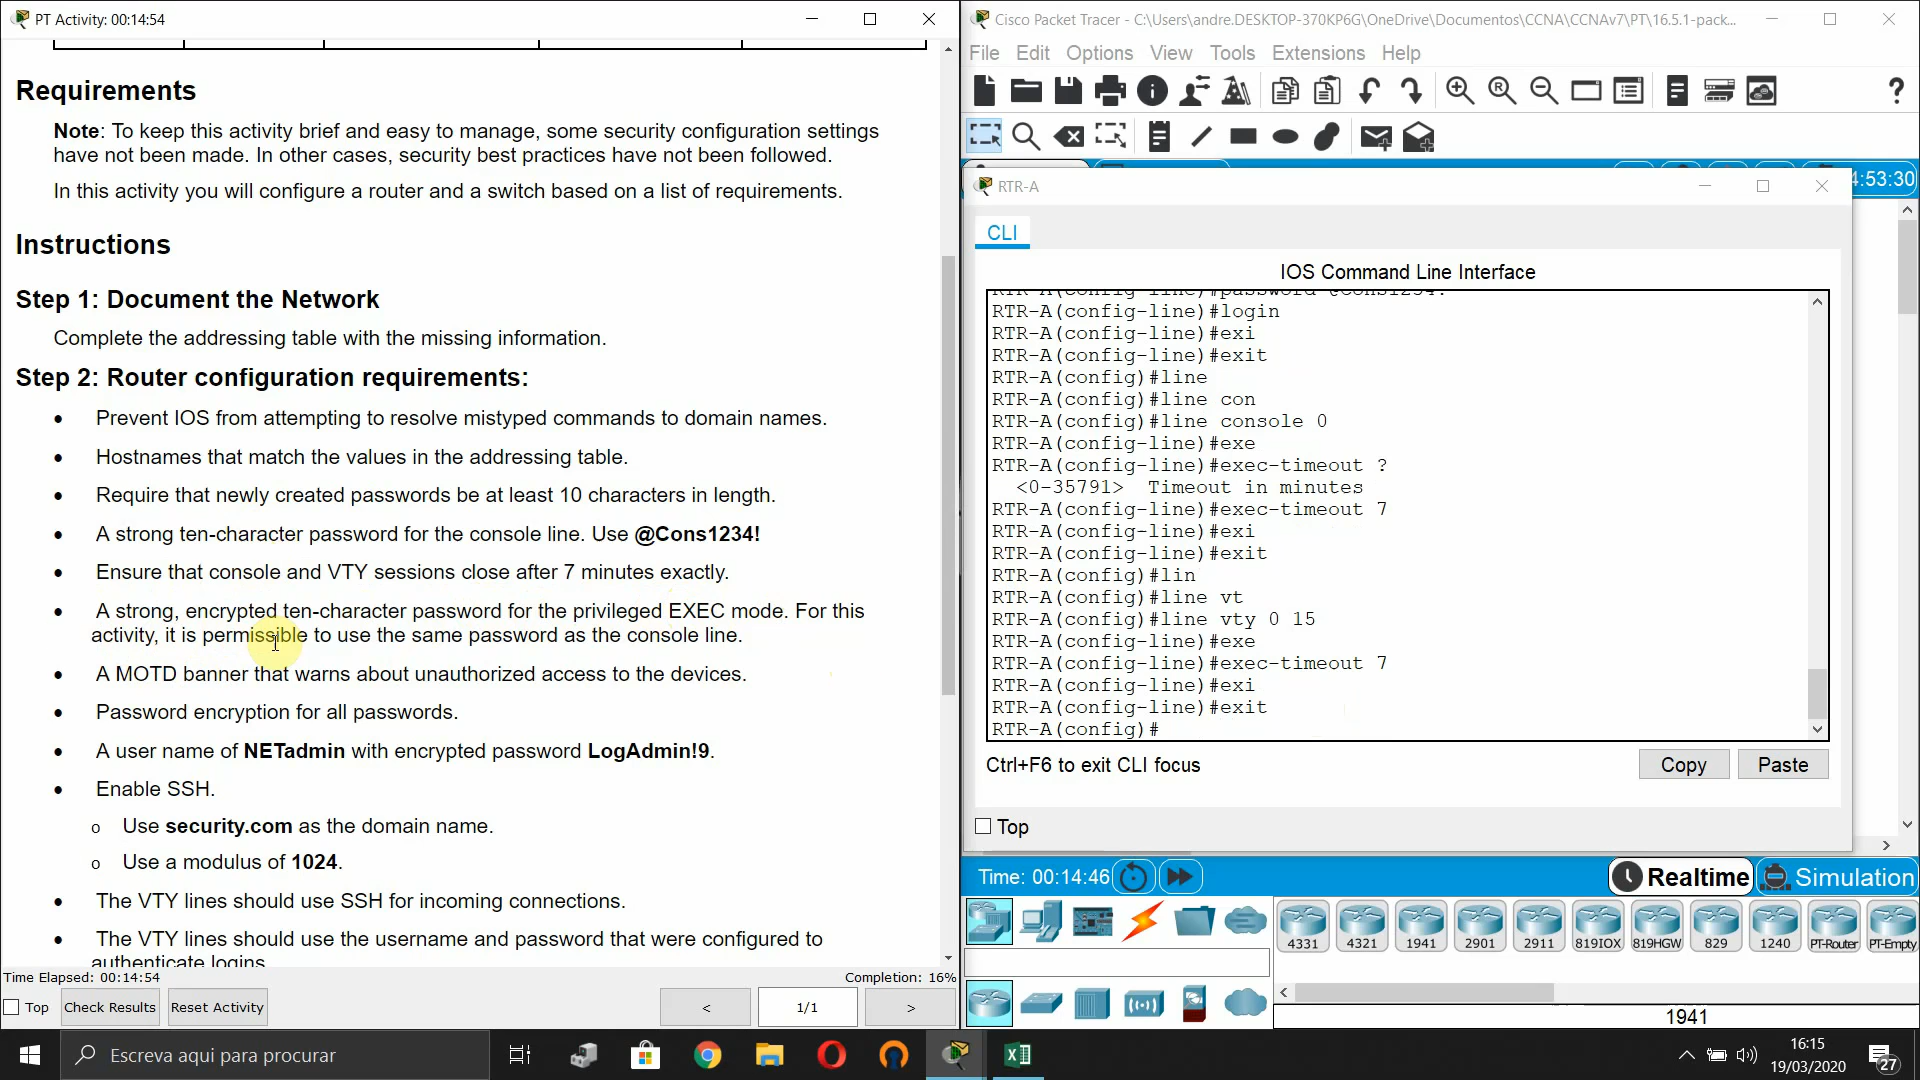 PT Activity: 00:14:54
Requirements
Note: To keep this activity brief and easy to manage, some security configuration settings
have not been made. In other cases, security best practices have not been followed.
In this activity you will configure a router and a switch based on a list of requirements.
Instructions
Step 1: Document the Network
Complete the addressing table with the missing information.
Step 2: Router configuration requirements:
• Prevent IOS from attempting to resolve mistyped commands to domain names.
• Hostnames that match the values in the addressing table.
• Require that newly created passwords be at least 10 characters in length.
• A strong ten-character password for the console line. Use @Cons1234!
• Ensure that console and VTY sessions close after 7 minutes exactly.
• A strong, encrypted ten-character password for the privileged EXEC mode. For this
activity, it is permissible to use the same password as the console line.
• A MOTD banner that warns about unauthorized access to the devices.
• Password encryption for all passwords.
• A user name of NETadmin with encrypted password LogAdmin!9.
• Enable SSH.
o Use security.com as the domain name.
o Use a modulus of 1024.
• The VTY lines should use SSH for incoming connections.
• The VTY lines should use the username and password that were configured to
authenticate logins
Time Elapsed: 00:14:54
Completion: 16%
Top
Check Results
Reset Activity
<
1/1
>
Cisco Packet Tracer - C:\Users\andre.DESKTOP-370KP6G\OneDrive\Documentos\CCNA\CCNAv7\PT\16.5.1-pack...
File Edit Options View Tools Extensions Help
4:53:30
RTR-A
CLI
IOS Command Line Interface
RTR-A(config-line)#password @Cons1234!
RTR-A(config-line)#login
RTR-A(config-line)#exi
RTR-A(config-line)#exit
RTR-A(config)#line
RTR-A(config)#line con
RTR-A(config)#line console 0
RTR-A(config-line)#exe
RTR-A(config-line)#exec-timeout ?
<0-35791> Timeout in minutes
RTR-A(config-line)#exec-timeout 7
RTR-A(config-line)#exi
RTR-A(config-line)#exit
RTR-A(config)#lin
RTR-A(config)#line vt
RTR-A(config)#line vty 0 15
RTR-A(config-line)#exe
RTR-A(config-line)#exec-timeout 7
RTR-A(config-line)#exi
RTR-A(config-line)#exit
RTR-A(config)#
Ctrl+F6 to exit CLI focus
Copy
Paste
Top
Time: 00:14:46
Realtime
Simulation
4331 4321 1941 2901 2911 819IOX 819HGW 829 1240 PT-Router PT-Empty
1941
Escreva aqui para procurar
16:15
19/03/2020
27